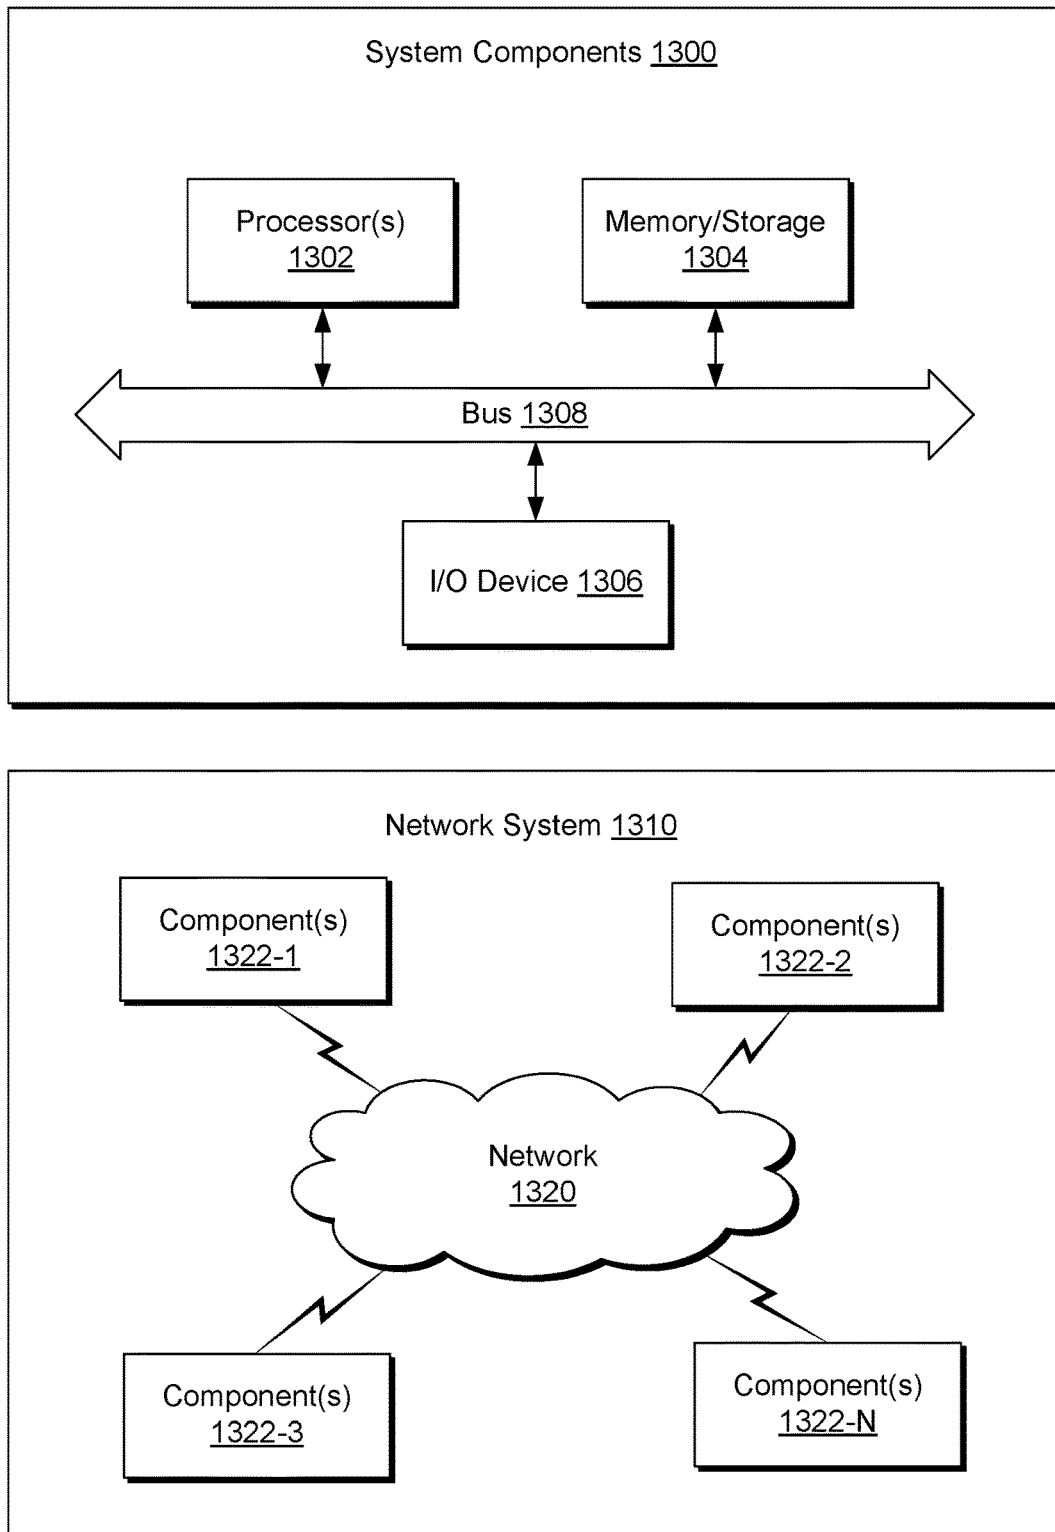 System Components 1300
Processor(s)
1302
Memory/Storage
1304
Bus 1308
I/O Device 1306
Network System 1310
Component(s)
1322-1
Component(s)
1322-2
Network
1320
Component(s)
1322-3
Component(s)
1322-N